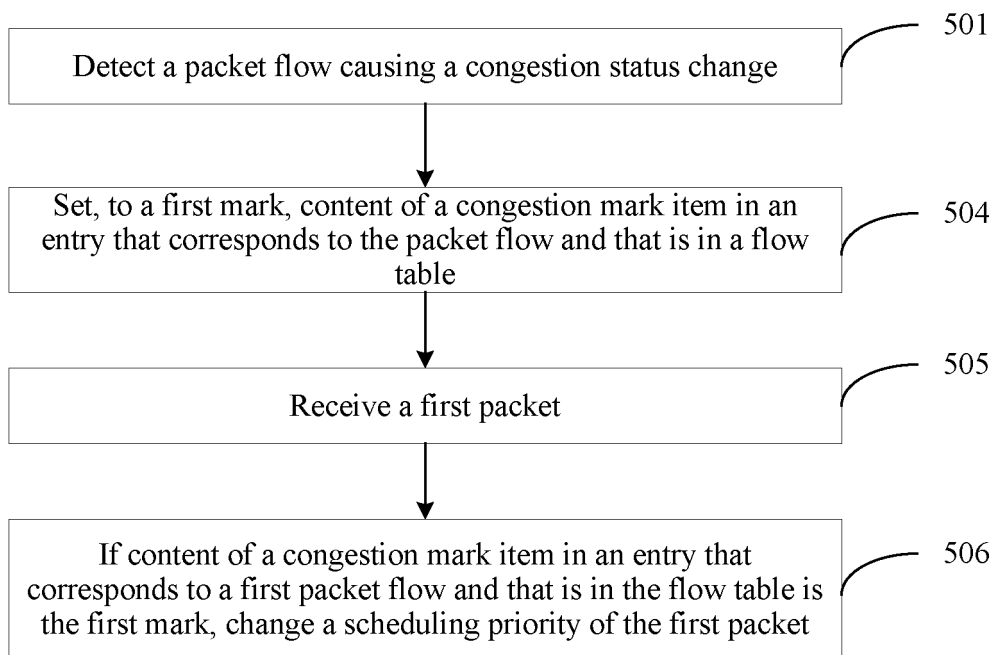 501
Detect a packet flow causing a congestion status change
504
Set, to a first mark, content of a congestion mark item in an
entry that corresponds to the packet flow and that is in a flow
table
505
Receive a first packet
506
If content of a congestion mark item in an entry that
corresponds to a first packet flow and that is in the flow table is
the first mark, change a scheduling priority of the first packet